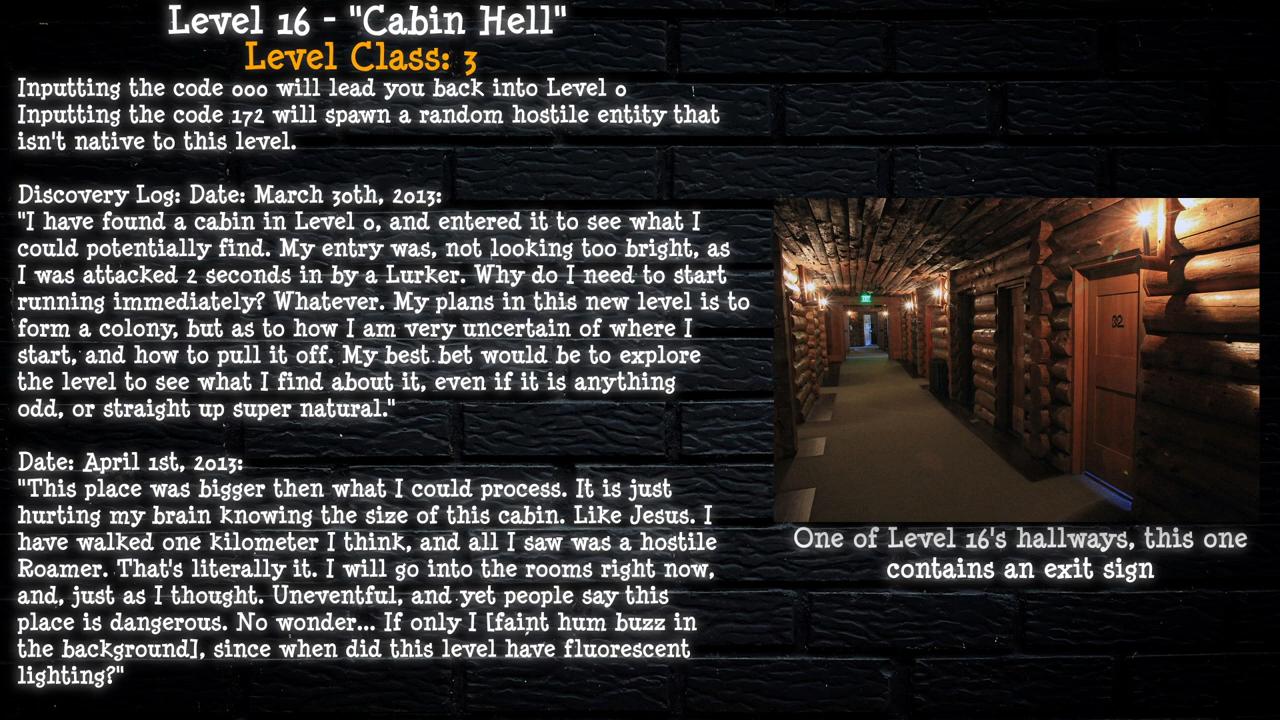 Level 16 - "Cabin Hell"
Level Class: 3
Inputting the code 000 will lead you back into Level 0
Inputting the code 172 will spawn a random hostile entity that
isn't native to this level.
Discovery Log: Date: March 30th, 2013:
"I have found a cabin in Level 0, and entered it to see what I
could potentially find. My entry was, not looking too bright, as
I was attacked 2 seconds in by a Lurker. Why do I need to start
running immediately? Whatever. My plans in this new level is to
form a colony, but as to how I am very uncertain of where I
start, and how to pull it off. My best bet would be to explore
the level to see what I find about it, even if it is anything
odd, or straight up super natural."
Date: April 1st, 2013:
"This place was bigger then what I could process. It is just
hurting my brain knowing the size of this cabin. Like Jesus. I
have walked one kilometer I think, and all I saw was a hostile
Roamer. That's literally it. I will go into the rooms right now,
and, just as I thought. Uneventful, and yet people say this
place is dangerous. No wonder... If only I [faint hum buzz in
the background], since when did this level have fluorescent
lighting?"
One of Level 16's hallways, this one
contains an exit sign